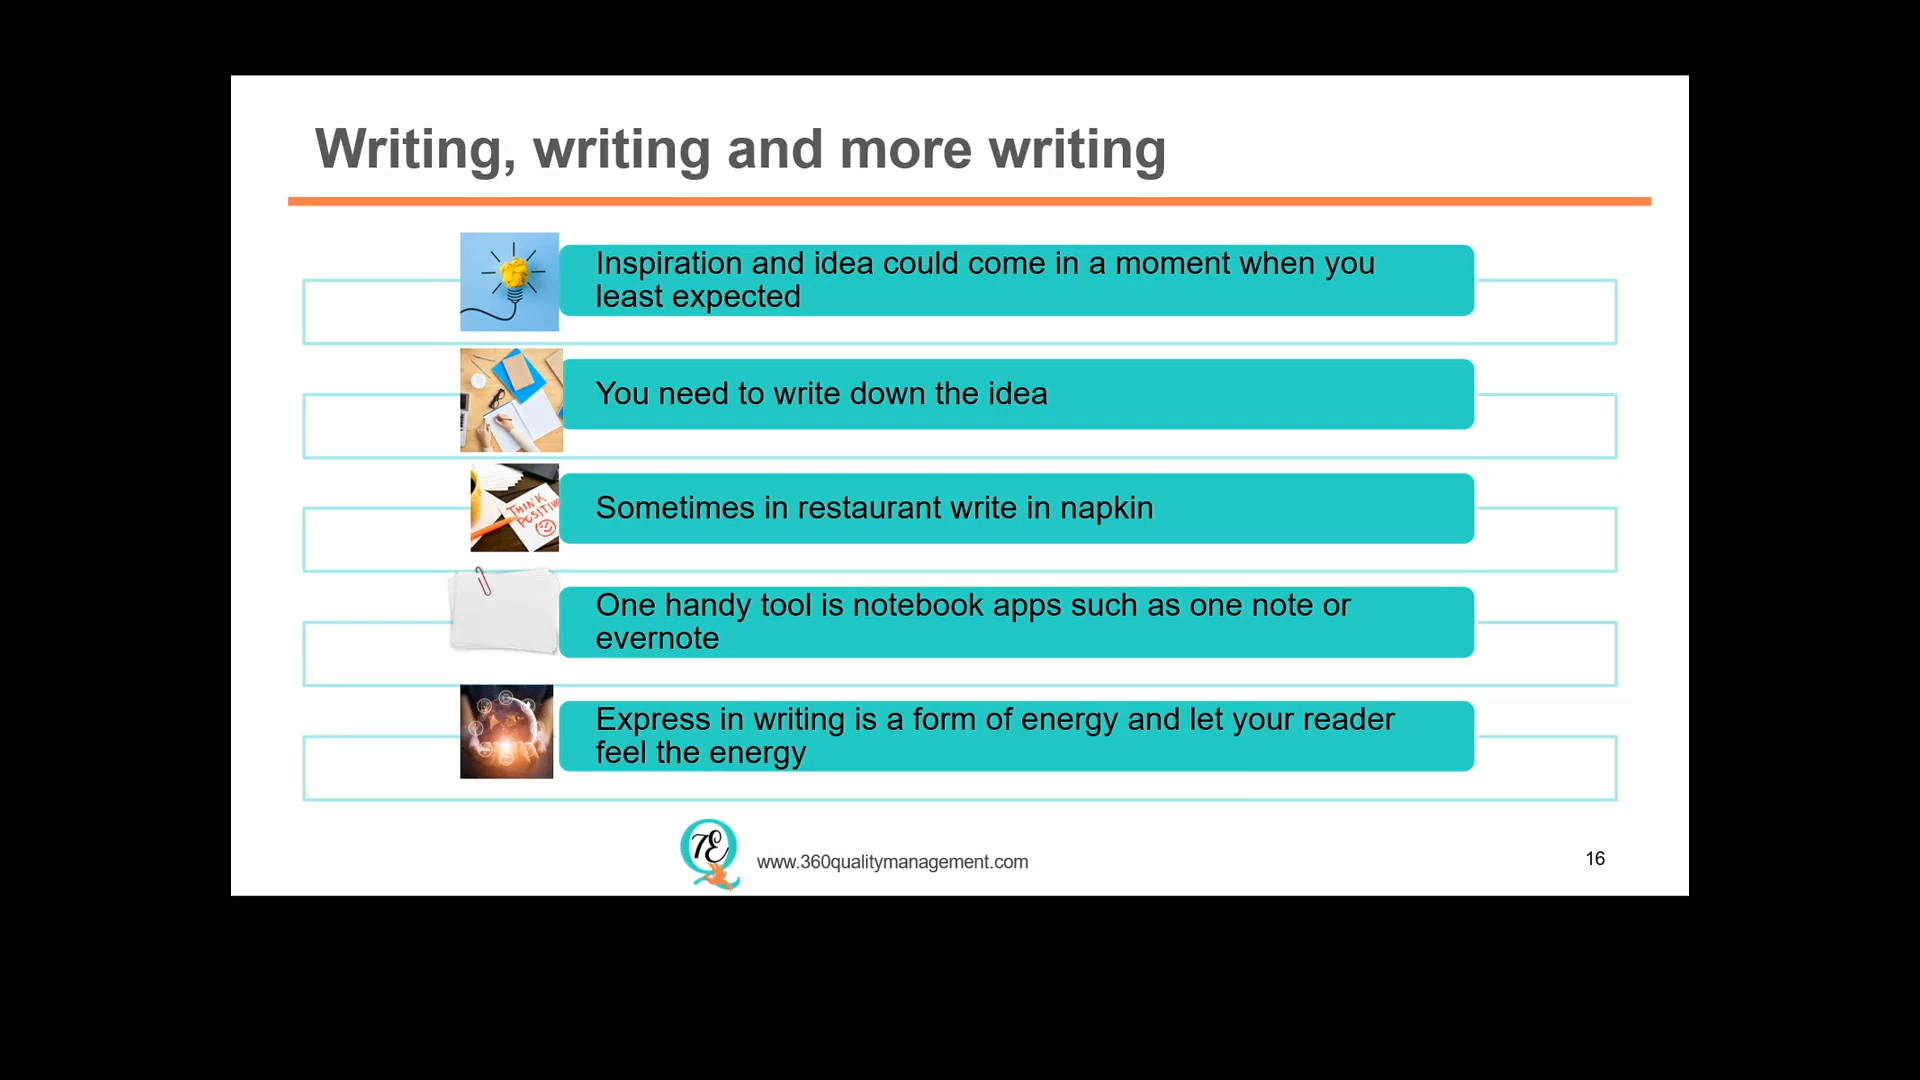 Writing, writing and more writing
Inspiration and idea could come in a moment when you
least expected
You need to write down the idea
THINK
POSITIVE
Sometimes in restaurant write in napkin
One handy tool is notebook apps such as one note or
evernote
Express in writing is a form of energy and let your reader
feel the energy
7E
www.360qualitymanagement.com
16